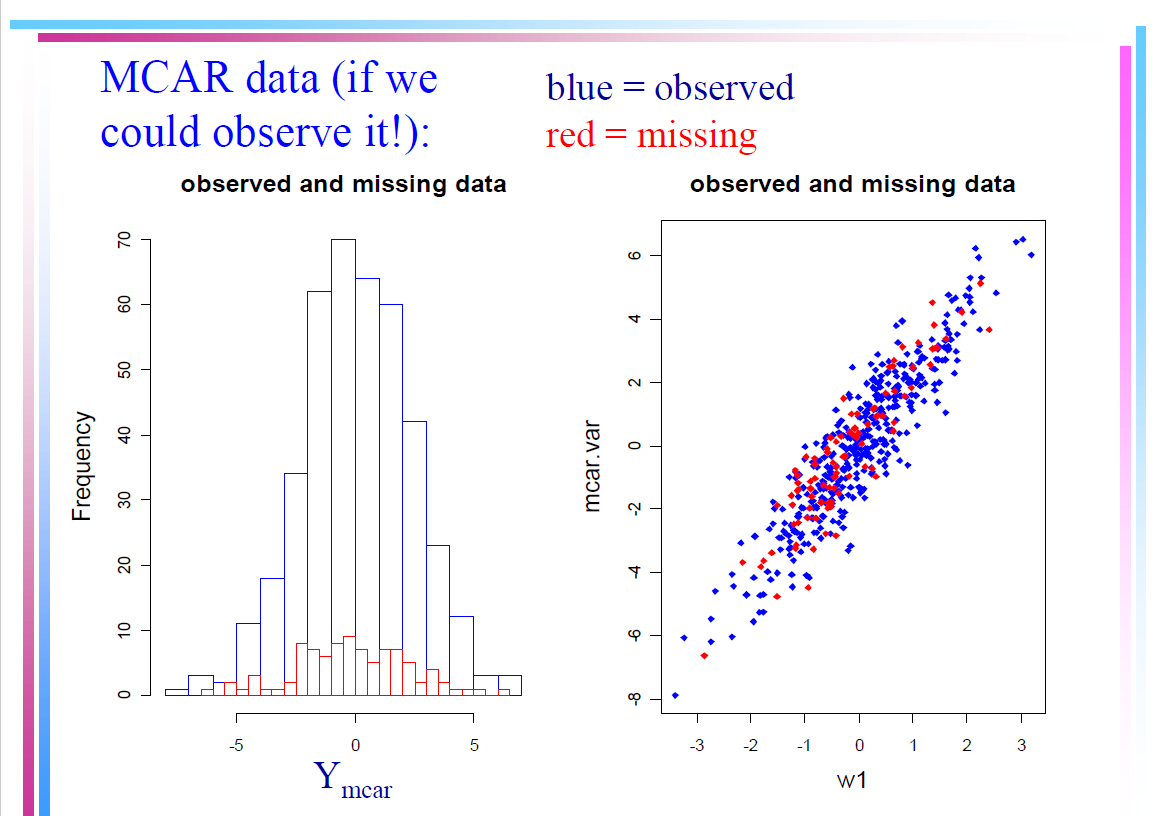 MCAR data (if we
could observe it!):
blue = observed
red = missing
observed and missing data
Frequency
0
10
20
30
40
50
60
70
-5
0
5
Ymcar
observed and missing data
mcar.var
-8
-6
-4
-2
0
2
4
6
-3
-2
-1
0
1
2
3
w1